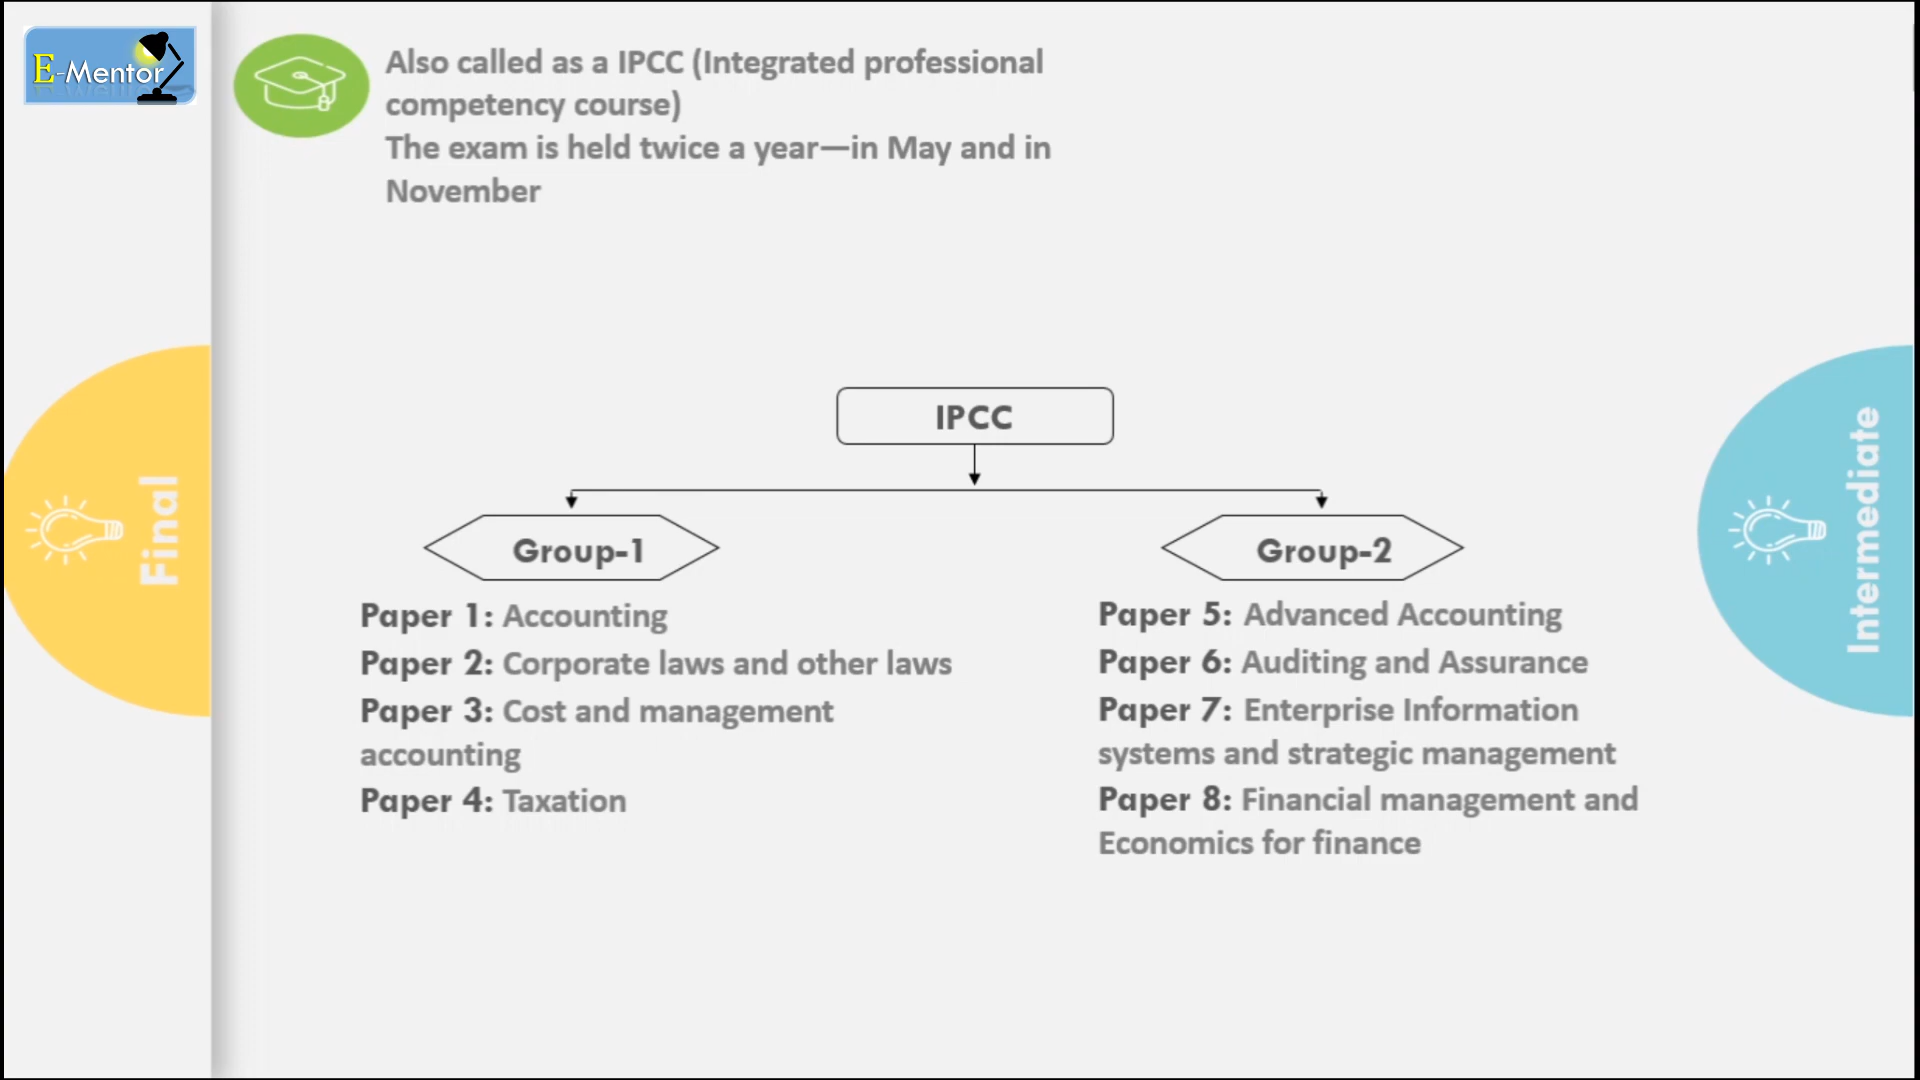 E-Mentor
Also called as a IPCC (Integrated professional
competency course)
The exam is held twice a year—in May and in
November
IPCC
Group-1
Paper 1: Accounting
Paper 2: Corporate laws and other laws
Paper 3: Cost and management
accounting
Paper 4: Taxation
Group-2
Paper 5: Advanced Accounting
Paper 6: Auditing and Assurance
Paper 7: Enterprise Information
systems and strategic management
Paper 8: Financial management and
Economics for finance
Final
Intermediate